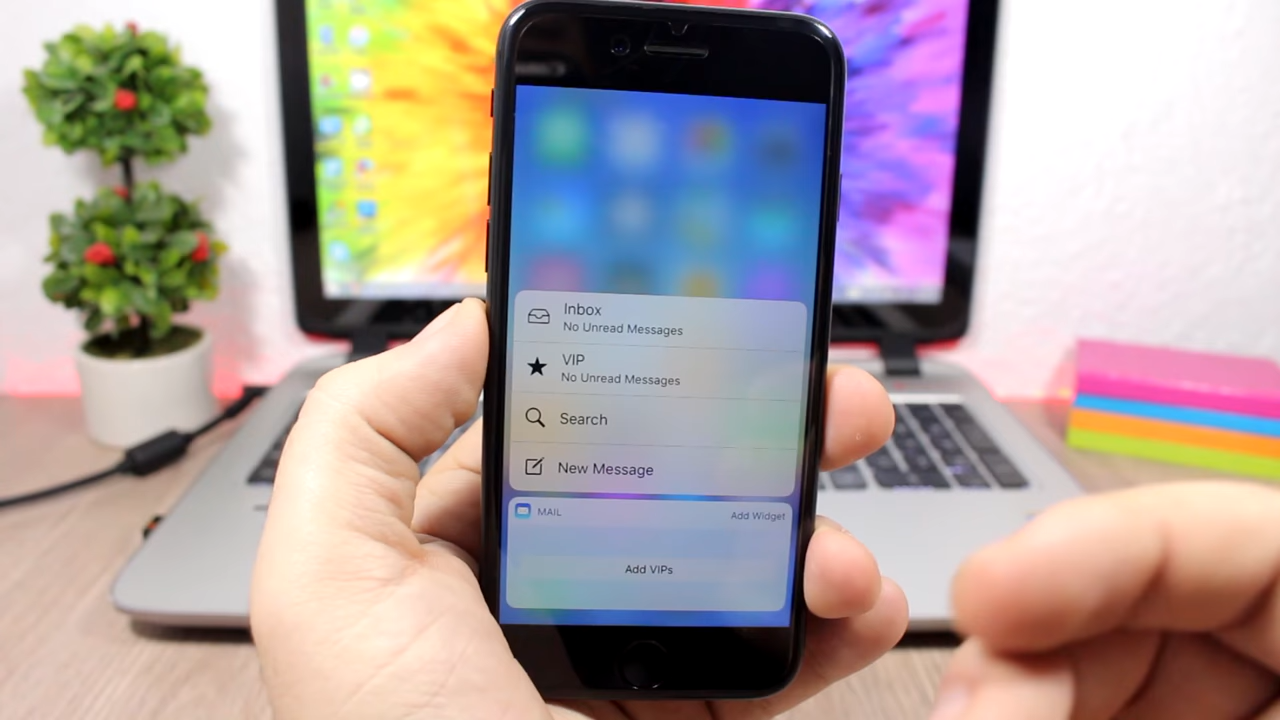 Inbox
No Unread Messages
VIP
No Unread Messages
Search
New Message
MAIL
Add Widget
Add VIPs